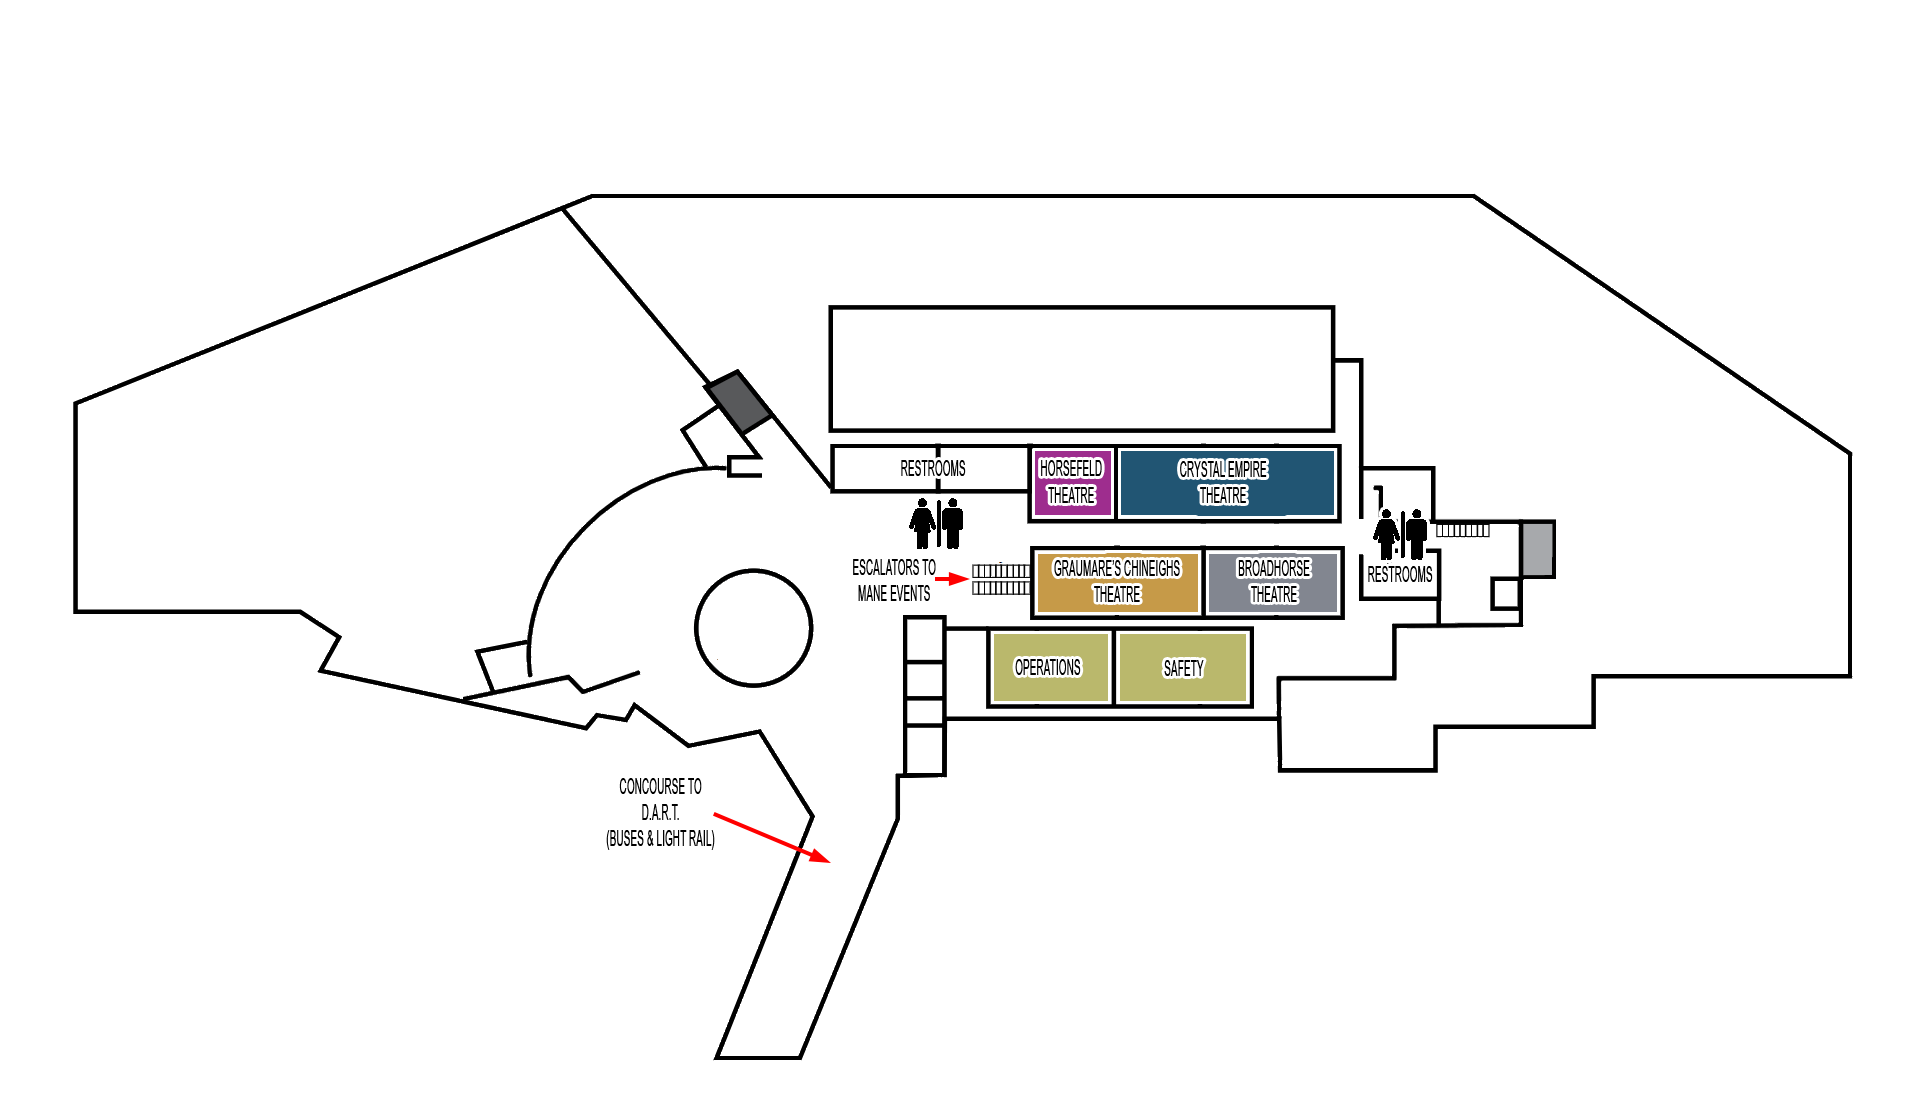 RESTROOMS
HORSEFELD
THEATRE
CRYSTAL EMPIRE
THEATRE
ESCALATORS TO
MANE EVENTS
GRAUMARE'S CHINEIGHS
THEATRE
BROADHORSE
THEATRE
RESTROOMS
OPERATIONS
SAFETY
CONCOURSE TO
D.A.R.T.
(BUSES & LIGHT RAIL)